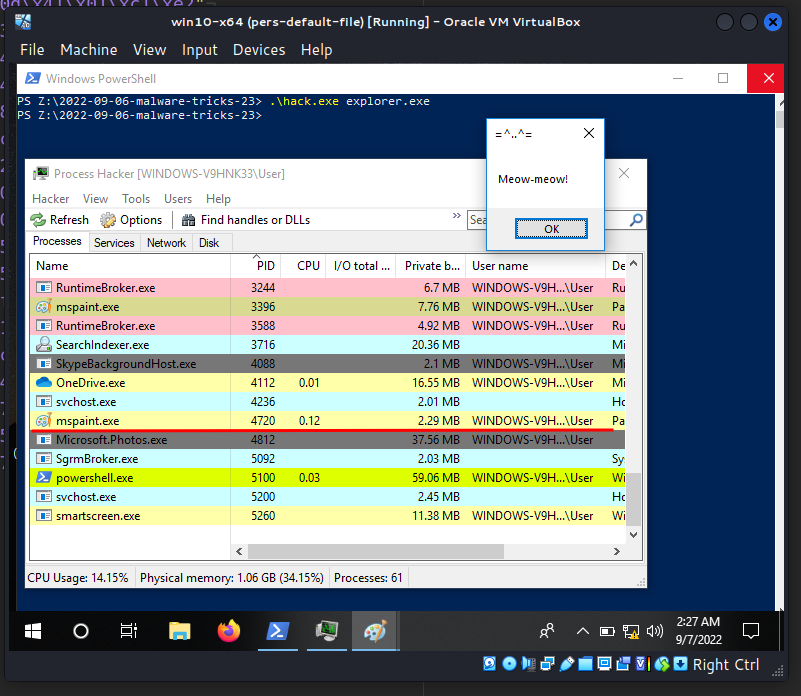 win10-x64 (pers-default-file) [Running] - Oracle VM VirtualBox
File Machine View Input Devices Help
Windows PowerShell
PS Z:\2022-09-06-malware-tricks-23> .\hack.exe explorer.exe
PS Z:\2022-09-06-malware-tricks-23>
=^..^=
Meow-meow!
OK
Process Hacker [WINDOWS-V9HNK33\User]
Hacker View Tools Users Help
Refresh Options Find handles or DLLs » Sea
Processes Services Network Disk
Name PID CPU I/O total ... Private b... User name De
RuntimeBroker.exe 3244 6.7 MB WINDOWS-V9H...\User Ru
mspaint.exe 3396 7.76 MB WINDOWS-V9H...\User Pa
RuntimeBroker.exe 3588 4.92 MB WINDOWS-V9H...\User Ru
SearchIndexer.exe 3716 20.36 MB Mi
SkypeBackgroundHost.exe 4088 2.1 MB WINDOWS-V9H...\User Mi
OneDrive.exe 4112 0.01 16.55 MB WINDOWS-V9H...\User Mi
svchost.exe 4236 2.01 MB Ho
mspaint.exe 4720 0.12 2.29 MB WINDOWS-V9H...\User Pa
Microsoft.Photos.exe 4812 37.56 MB WINDOWS-V9H...\User
SgrmBroker.exe 5092 2.03 MB Sy
powershell.exe 5100 0.03 59.06 MB WINDOWS-V9H...\User Wi
svchost.exe 5200 2.45 MB Ho
smartscreen.exe 5260 11.38 MB WINDOWS-V9H...\User Wi
CPU Usage: 14.15% Physical memory: 1.06 GB (34.15%) Processes: 61
2:27 AM
9/7/2022
Right Ctrl